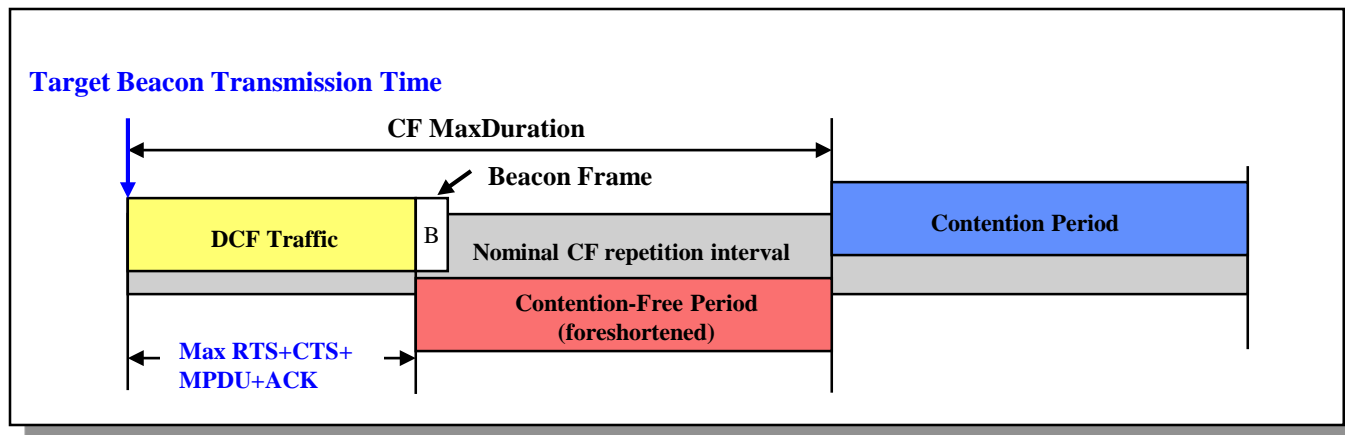 Target Beacon Transmission Time
CF MaxDuration
Beacon Frame
DCF Traffic
B
Nominal CF repetition interval
Contention Period
Contention-Free Period
(foreshortened)
Max RTS+CTS+
MPDU+ACK